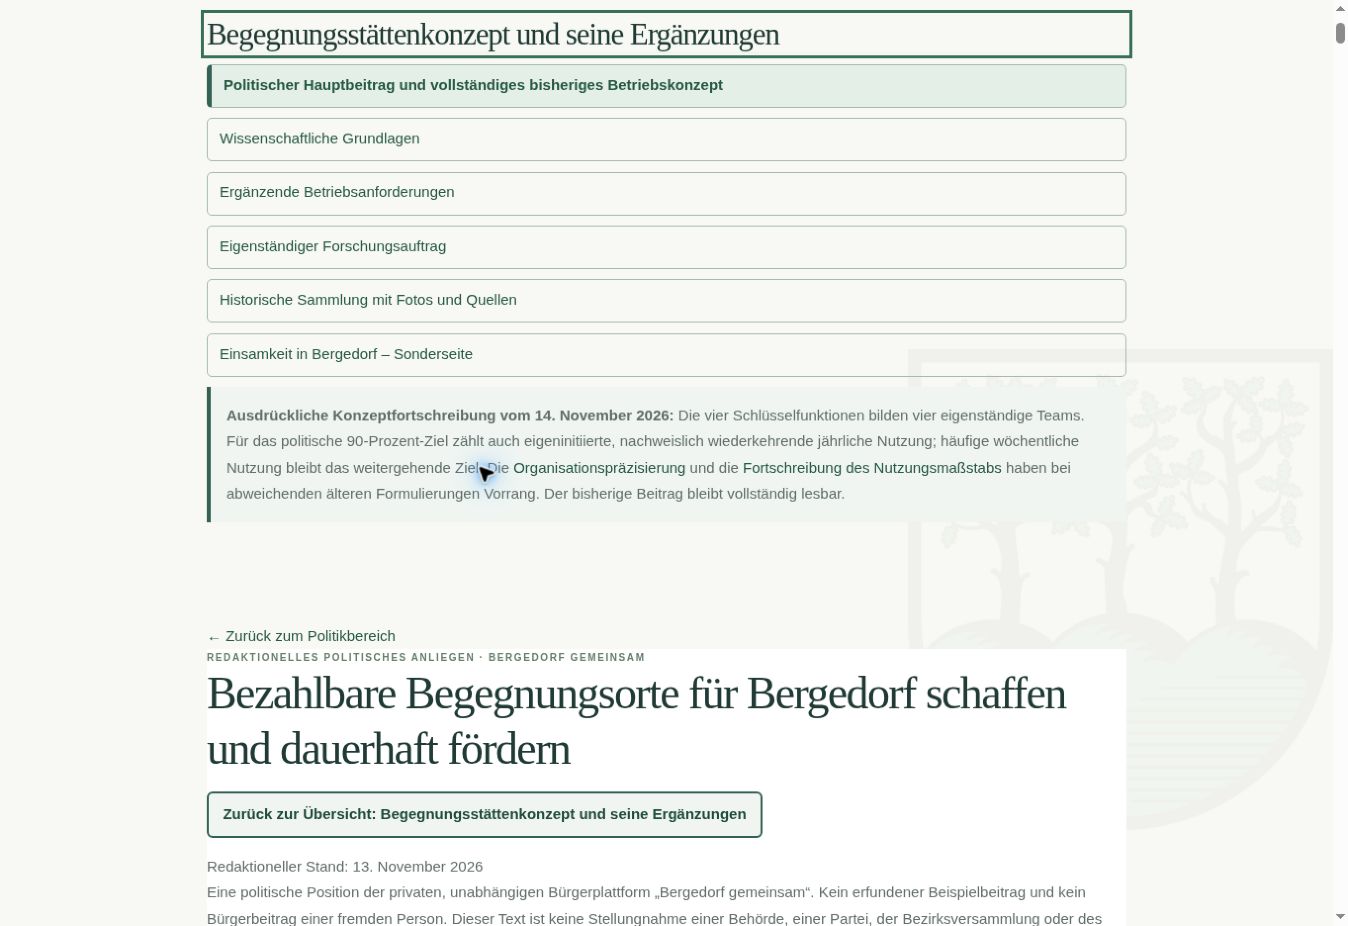 Begegnungsstättenkonzept und seine Ergänzungen
Politischer Hauptbeitrag und vollständiges bisheriges Betriebskonzept
Wissenschaftliche Grundlagen
Ergänzende Betriebsanforderungen
Eigenständiger Forschungsauftrag
Historische Sammlung mit Fotos und Quellen
Einsamkeit in Bergedorf – Sonderseite
Ausdrückliche Konzeptfortschreibung vom 14. November 2026: Die vier Schlüsselfunktionen bilden vier eigenständige Teams.
Für das politische 90-Prozent-Ziel zählt auch eigeninitiierte, nachweislich wiederkehrende jährliche Nutzung; häufige wöchentliche
Nutzung bleibt das weitergehende Ziel. Die Organisationspräzisierung und die Fortschreibung des Nutzungsmaßstabs haben bei
abweichenden älteren Formulierungen Vorrang. Der bisherige Beitrag bleibt vollständig lesbar.
← Zurück zum Politikbereich
REDAKTIONELLES POLITISCHES ANLIEGEN · BERGEDORF GEMEINSAM
Bezahlbare Begegnungsorte für Bergedorf schaffen
und dauerhaft fördern
Zurück zur Übersicht: Begegnungsstättenkonzept und seine Ergänzungen
Redaktioneller Stand: 13. November 2026
Eine politische Position der privaten, unabhängigen Bürgerplattform „Bergedorf gemeinsam“. Kein erfundener Beispielbeitrag und kein
Bürgerbeitrag einer fremden Person. Dieser Text ist keine Stellungnahme einer Behörde, einer Partei, der Bezirksversammlung oder des